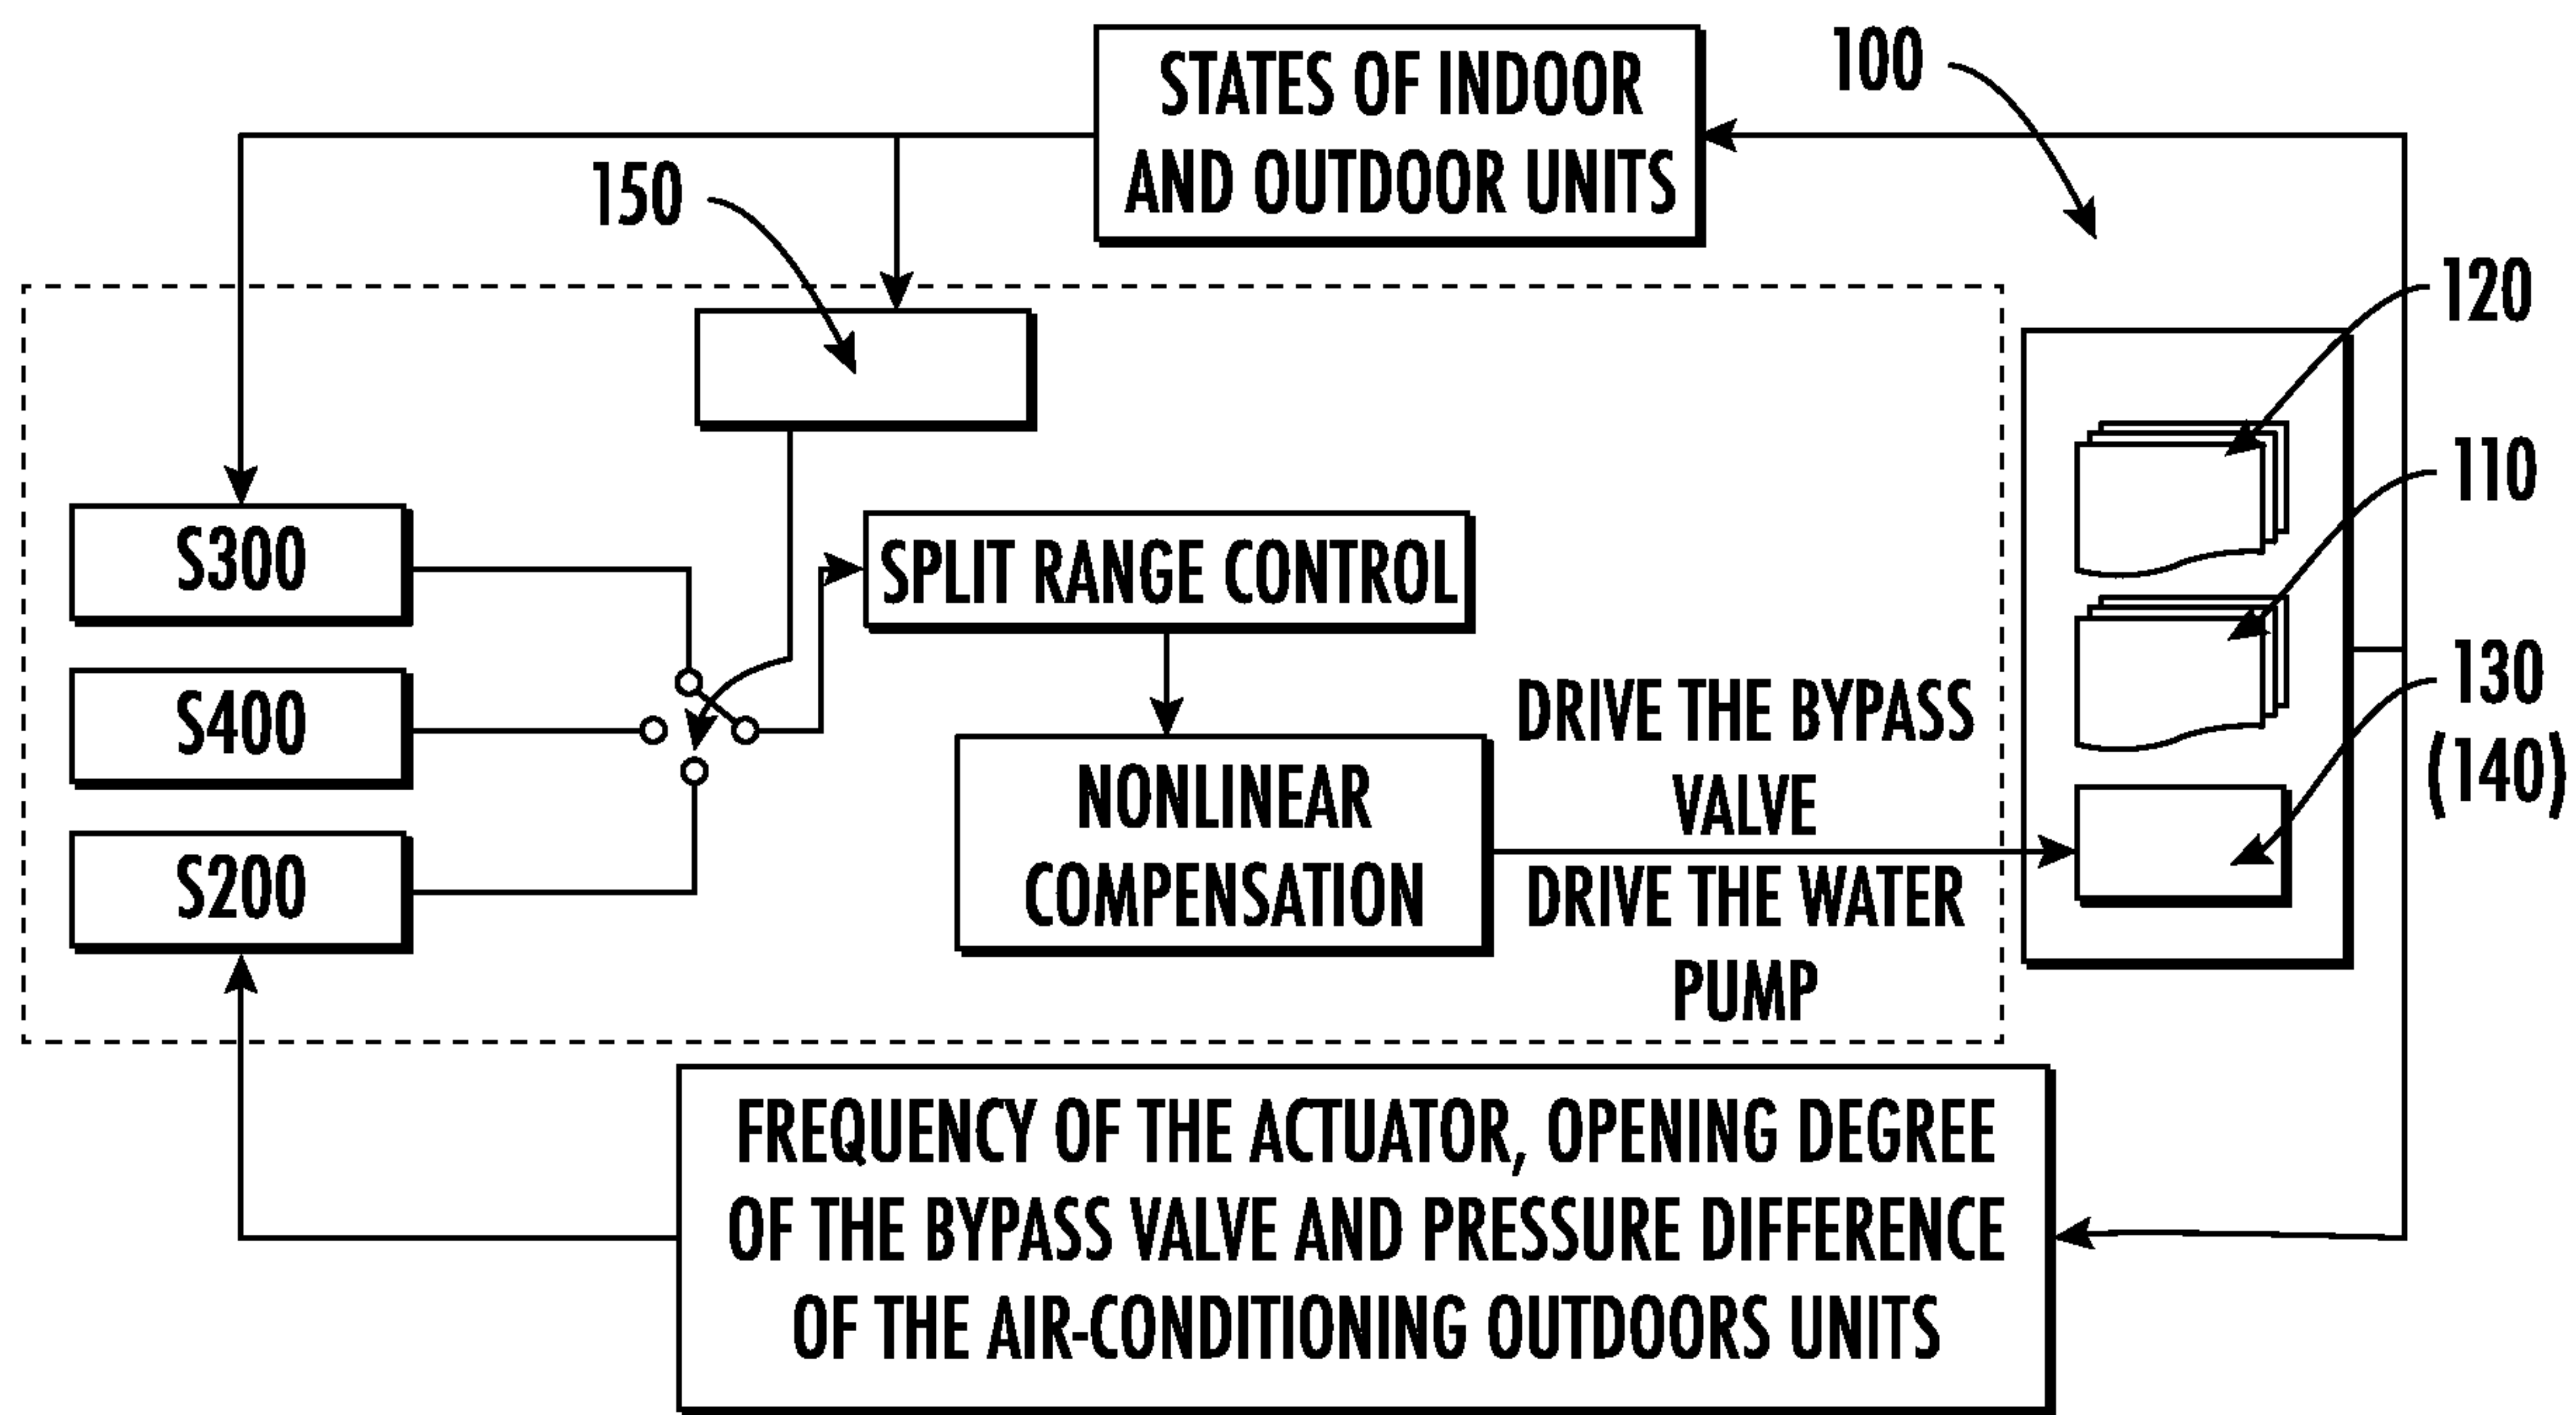 STATES OF INDOOR
AND OUTDOOR UNITS
100
150
120
110
130
(140)
S300
S400
S200
SPLIT RANGE CONTROL
NONLINEAR
COMPENSATION
DRIVE THE BYPASS
VALVE
DRIVE THE WATER
PUMP
FREQUENCY OF THE ACTUATOR, OPENING DEGREE
OF THE BYPASS VALVE AND PRESSURE DIFFERENCE
OF THE AIR-CONDITIONING OUTDOORS UNITS